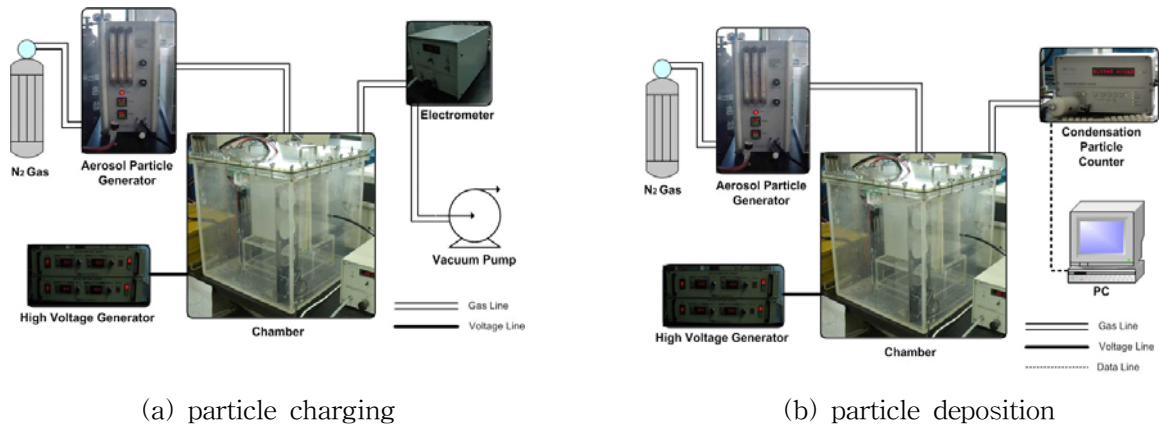 N2 Gas
Aerosol Particle
Generator
Electrometer
Vacuum Pump
High Voltage Generator
Chamber
Gas Line
Voltage Line
(a) particle charging
N2 Gas
Aerosol Particle
Generator
Condensation
Particle
Counter
PC
High Voltage Generator
Chamber
Gas Line
Voltage Line
Data Line
(b) particle deposition